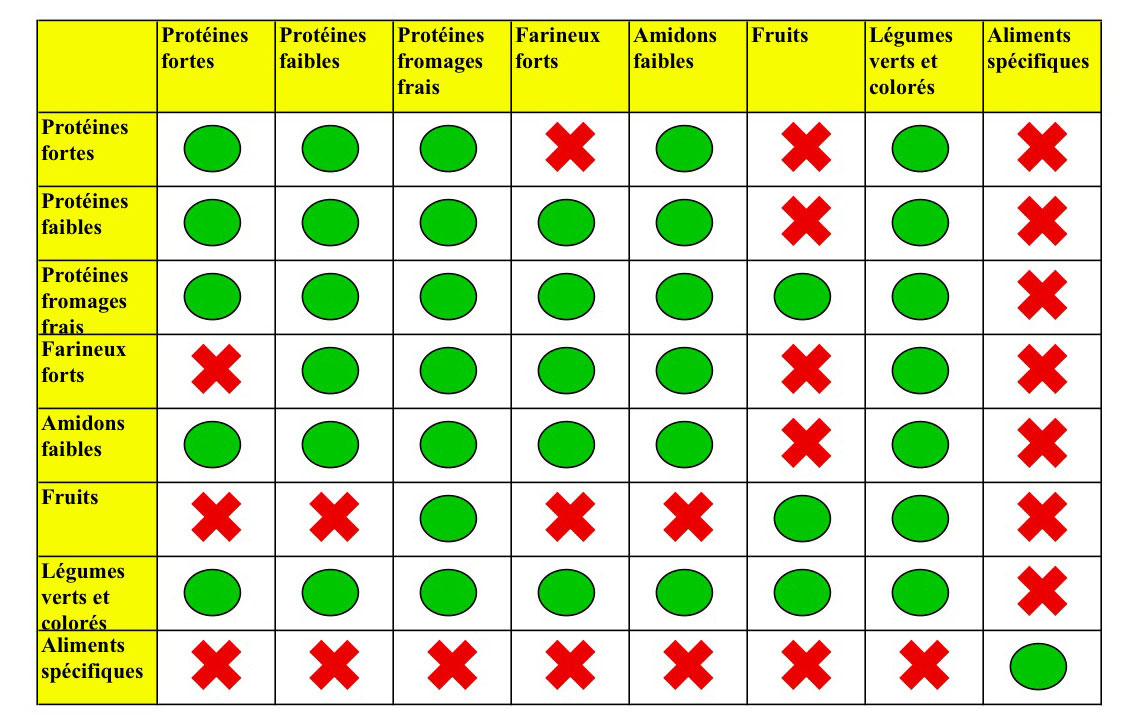 Protéines
fortes
Protéines
faibles
Protéines
fromages
frais
Farineux
forts
Amidons
faibles
Fruits
Légumes
verts et
colorés
Aliments
spécifiques
Protéines
fortes
Protéines
faibles
Protéines
fromages
frais
Farineux
forts
Amidons
faibles
Fruits
Légumes
verts et
colorés
Aliments
spécifiques